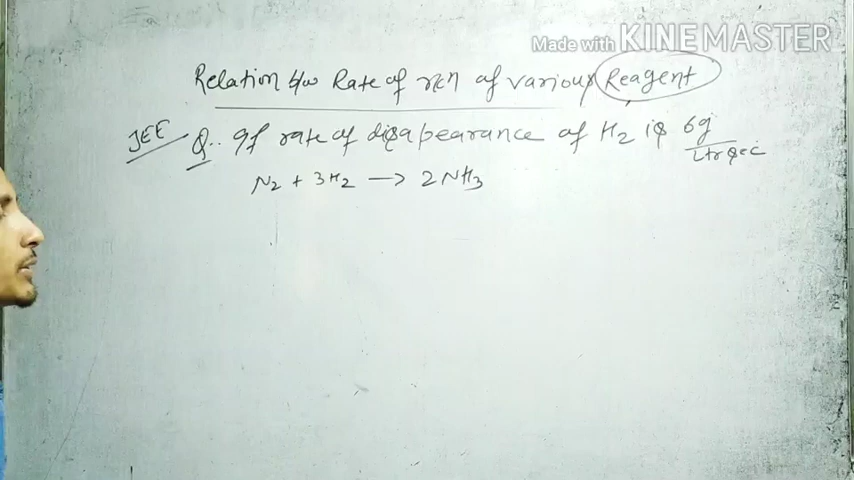 Made with KINEMASTER
Relation b/w Rate of rxn of various Reagent
JEE Q.. If rate of disapearance of H2 is 6g/ltr sec
N2 + 3H2 → 2NH3